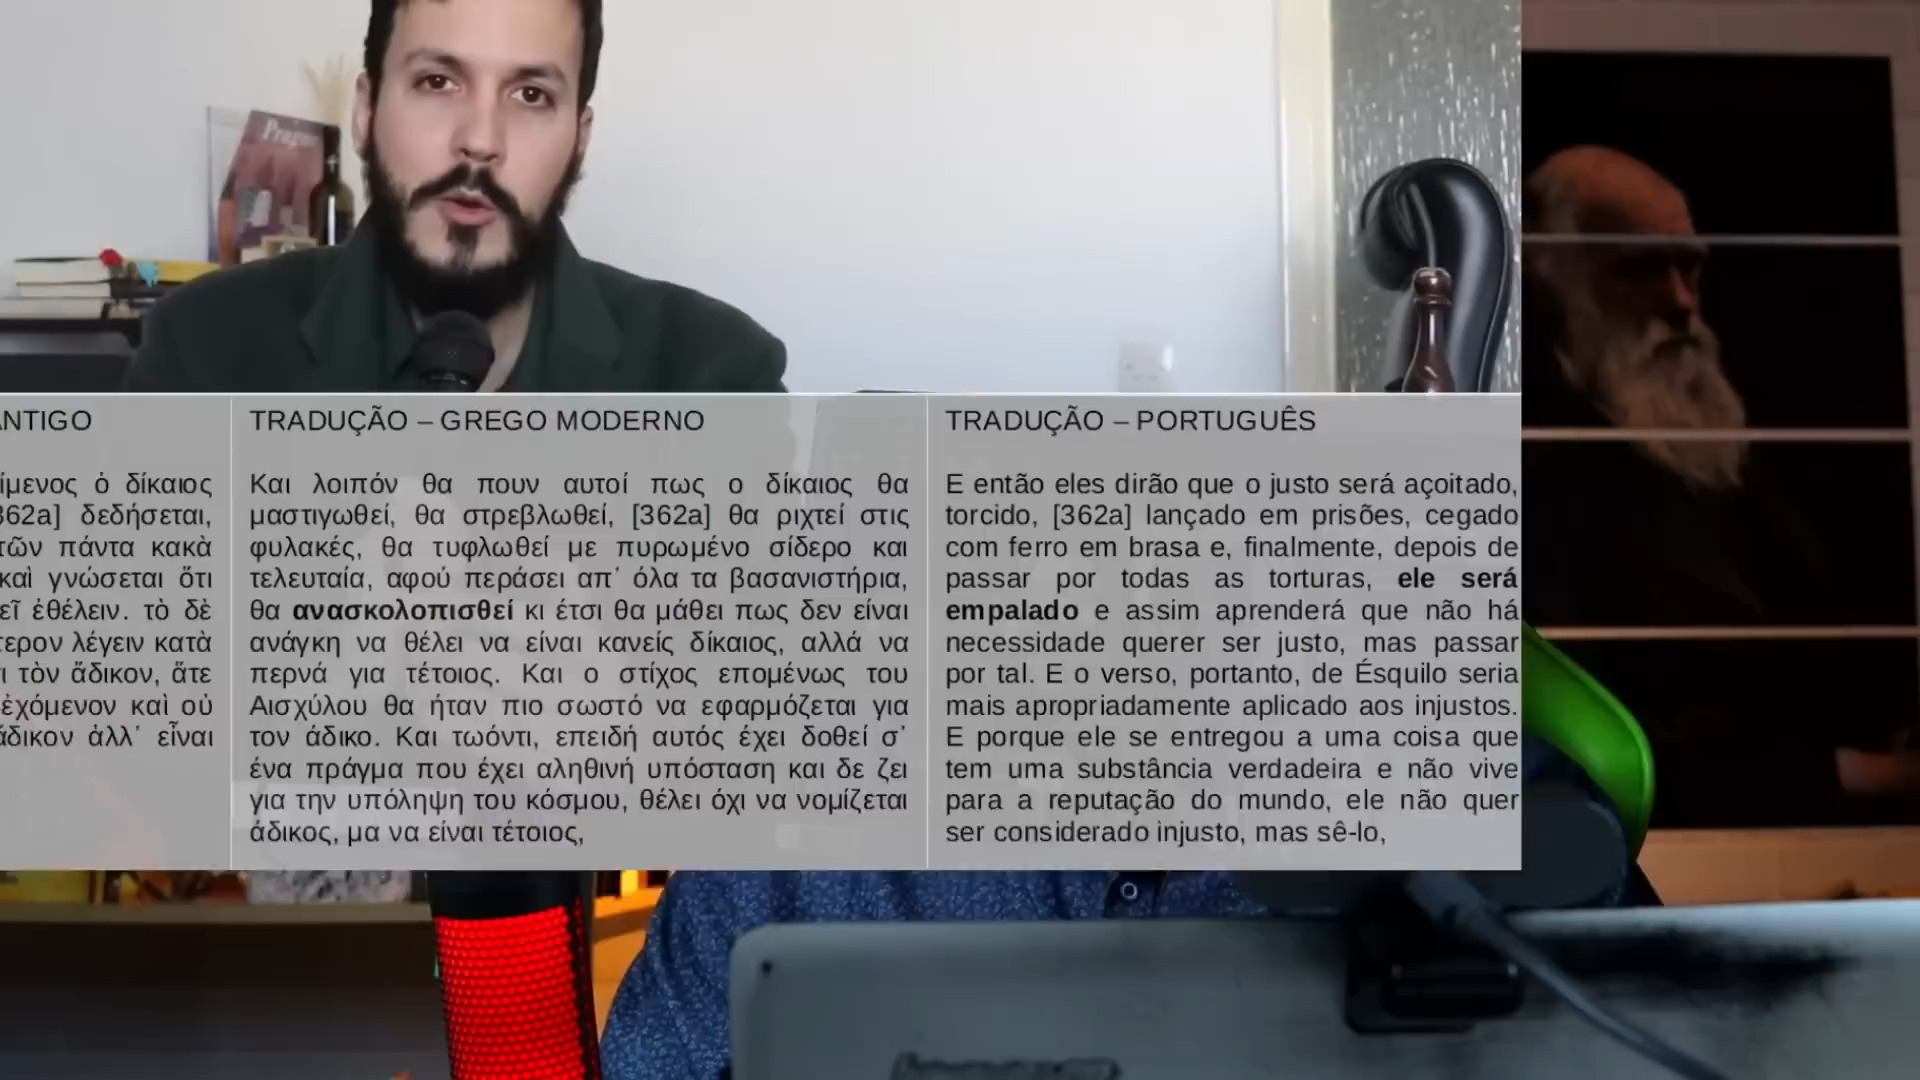 Prague
ΑΝΤΙGO
ίμενος ὁ δίκαιος
362a] δεδήσεται,
τῶν πάντα κακὰ
καὶ γνώσεται ὅτι
εῖ ἐθέλειν. τὸ δὲ
τερον λέγειν κατὰ
ι τὸν ἄδικον, ἅτε
ἐχόμενον καὶ οὐ
ἄδικον ἀλλ᾽ εἶναι
TRADUÇÃO – GREGO MODERNO
Και λοιπόν θα πουν αυτοί πως ο δίκαιος θα
μαστιγωθεί, θα στρεβλωθεί, [362a] θα ριχτεί στις
φυλακές, θα τυφλωθεί με πυρωμένο σίδερο και
τελευταία, αφού περάσει απ᾽ όλα τα βασανιστήρια,
θα ανασκολοπισθεί κι έτσι θα μάθει πως δεν είναι
ανάγκη να θέλει να είναι κανείς δίκαιος, αλλά να
περνά για τέτοιος. Και ο στίχος επομένως του
Αισχύλου θα ήταν πιο σωστό να εφαρμόζεται για
τον άδικο. Και τωόντι, επειδή αυτός έχει δοθεί σ᾽
ένα πράγμα που έχει αληθινή υπόσταση και δε ζει
για την υπόληψη του κόσμου, θέλει όχι να νομίζεται
άδικος, μα να είναι τέτοιος,
TRADUÇÃO – PORTUGUÊS
E então eles dirão que o justo será açoitado,
torcido, [362a] lançado em prisões, cegado
com ferro em brasa e, finalmente, depois de
passar por todas as torturas, ele será
empalado e assim aprenderá que não há
necessidade querer ser justo, mas passar
por tal. E o verso, portanto, de Ésquilo seria
mais apropriadamente aplicado aos injustos.
E porque ele se entregou a uma coisa que
tem uma substância verdadeira e não vive
para a reputação do mundo, ele não quer
ser considerado injusto, mas sê-lo,